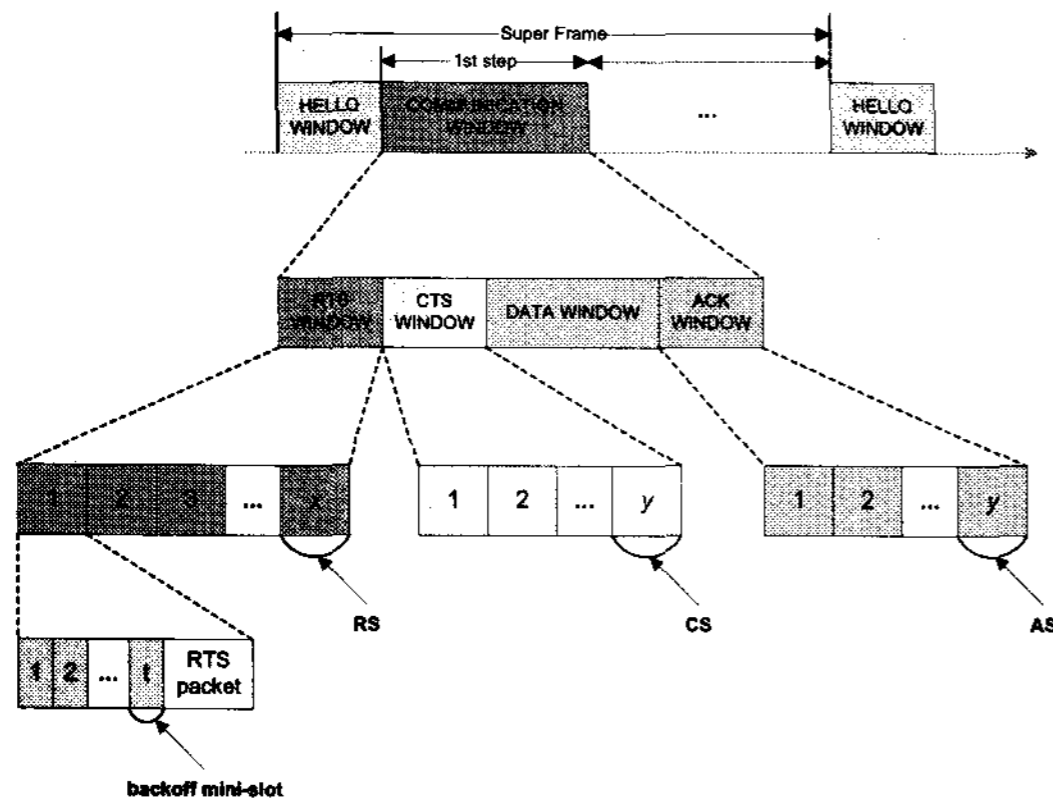 Super Frame
1st step
HELLO
WINDOW
COMMUNICATION
WINDOW
...
HELLO
WINDOW
RTS
WINDOW
CTS
WINDOW
DATA WINDOW
ACK
WINDOW
1 2 3 ... x
1 2 ... y
1 2 ... y
RS
CS
AS
1 2 ... t
RTS
packet
backoff mini-slot